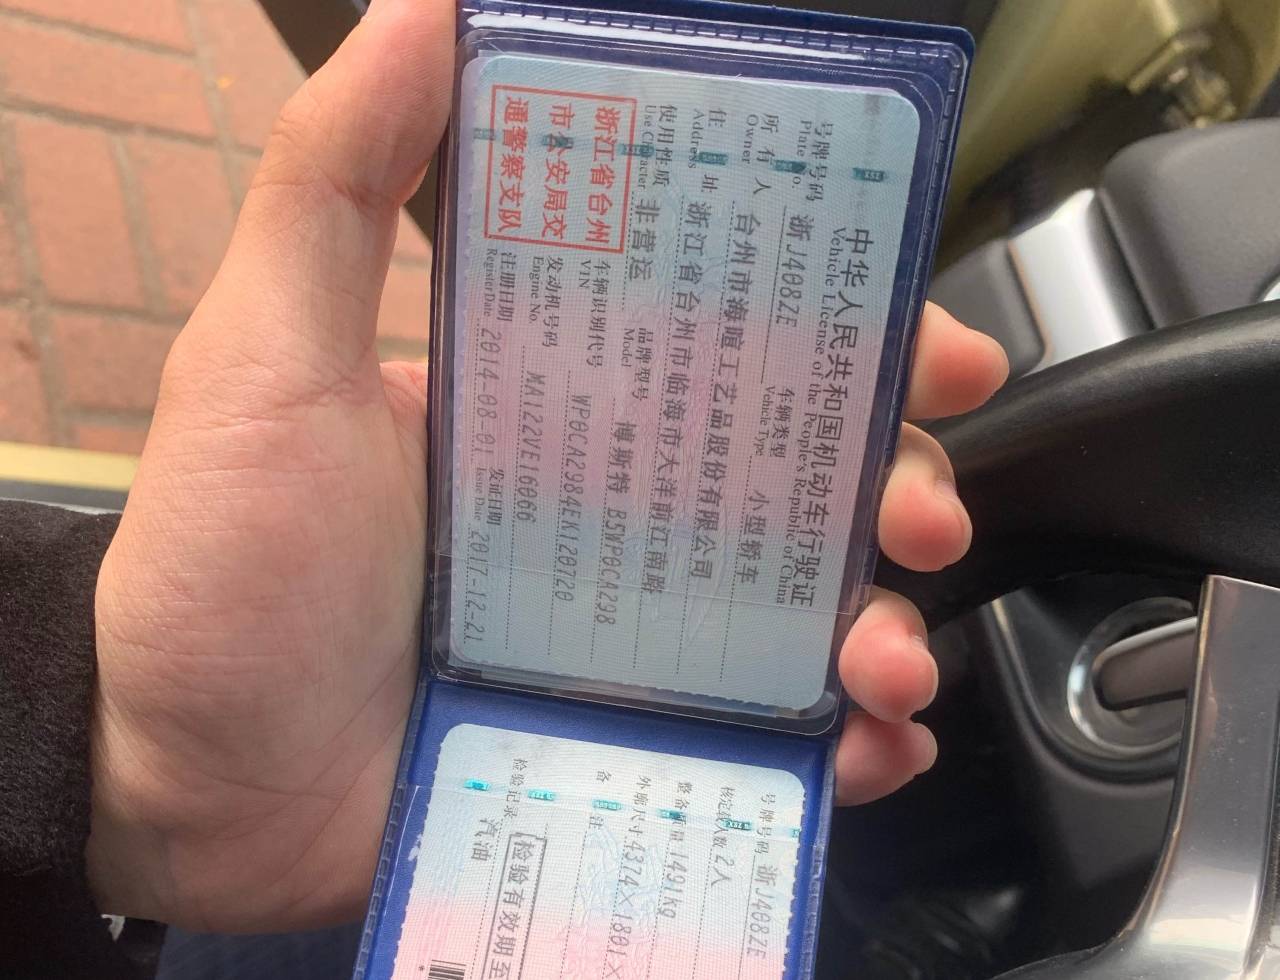 中华人民共和国机动车行驶证
Vehicle License of the People's Republic of China
号牌号码 浙J408ZE 车辆类型 小型轿车
Plate No. Vehicle Type
所有人 台州市海暄工艺品股份有限公司
Owner
住址 浙江省台州市临海市大洋前江南路
Address
使用性质 非营运 品牌型号 博斯特 BSWP0CA298
Use Character Model
浙江省台州
市公安局交
通警察支队
车辆识别代号 WP0CA2984EK120720
VIN
发动机号码 MA122VE16066
Engine No.
注册日期 2014-08-01 发证日期 2017-12-21
Register Date Issue Date
号牌号码 浙J408ZE
核定载人数 2人
整备质量 1491kg
外廓尺寸 4374×1801×
备注
检验记录 汽油
检验有效期至